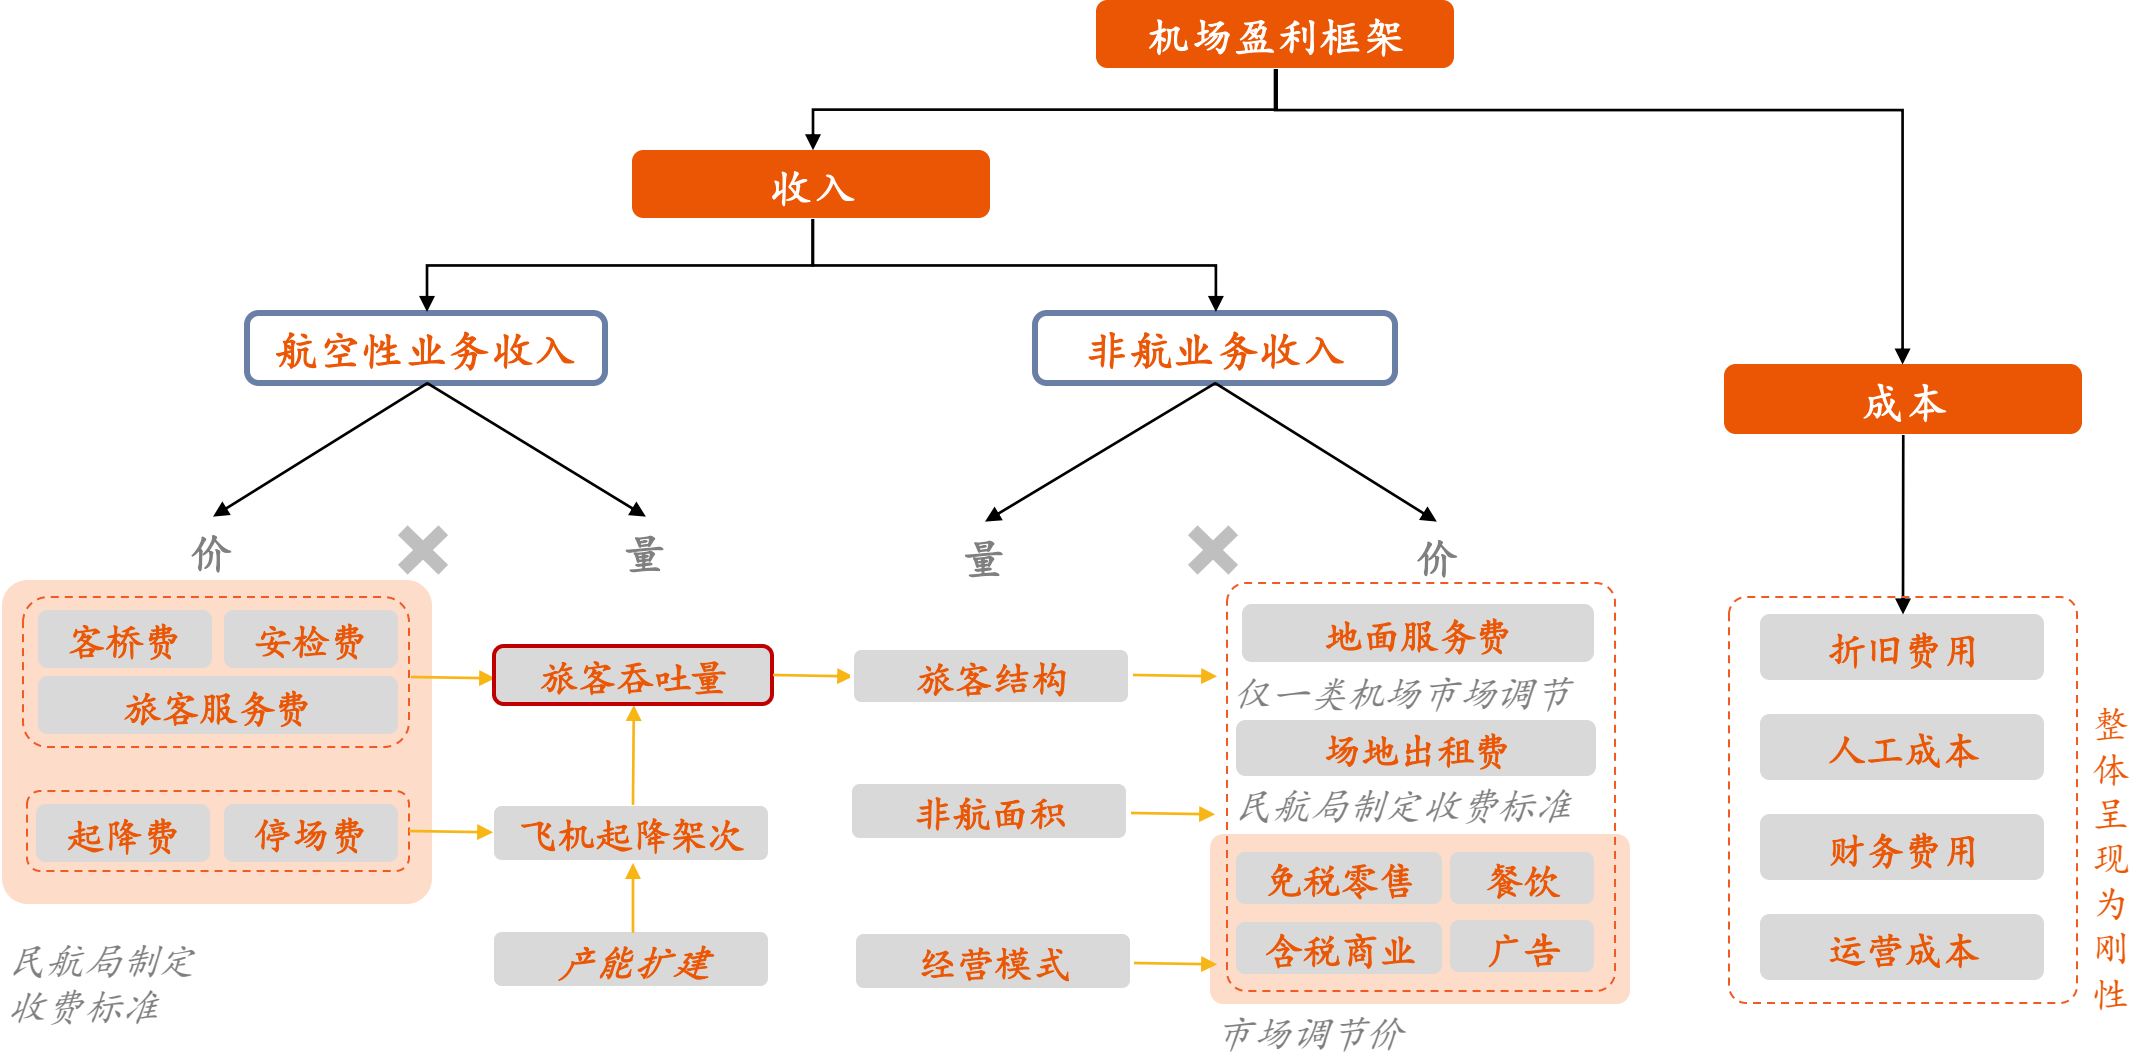 机场盈利框架
收入
航空性业务收入
非航业务收入
成本
价
量
量
价
客桥费
安检费
旅客服务费
起降费
停场费
民航局制定
收费标准
旅客吞吐量
飞机起降架次
产能扩建
旅客结构
非航面积
经营模式
地面服务费
仅一类机场市场调节
场地出租费
民航局制定收费标准
免税零售
餐饮
含税商业
广告
市场调节价
折旧费用
人工成本
财务费用
运营成本
整体呈现为刚性